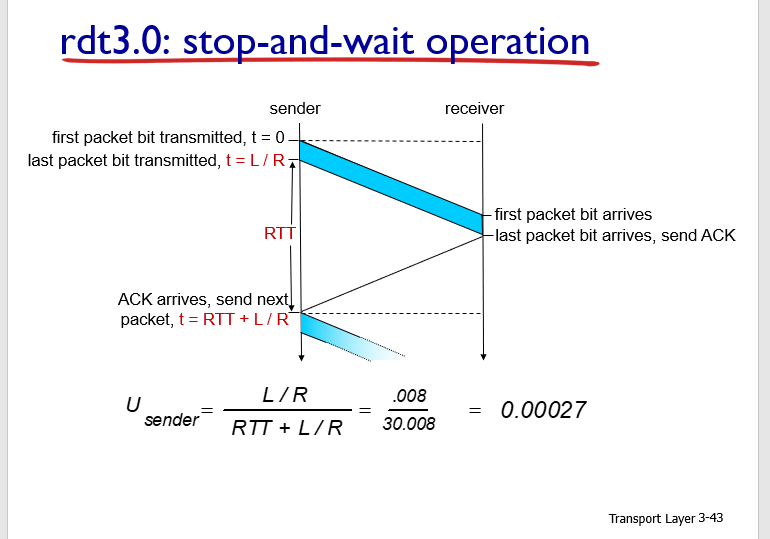 rdt3.0: stop-and-wait operation
sender
receiver
first packet bit transmitted, t = 0
last packet bit transmitted, t = L / R
first packet bit arrives
last packet bit arrives, send ACK
RTT
ACK arrives, send next
packet, t = RTT + L / R
U sender = L / R / RTT + L / R = .008 / 30.008 = 0.00027
Transport Layer 3-43